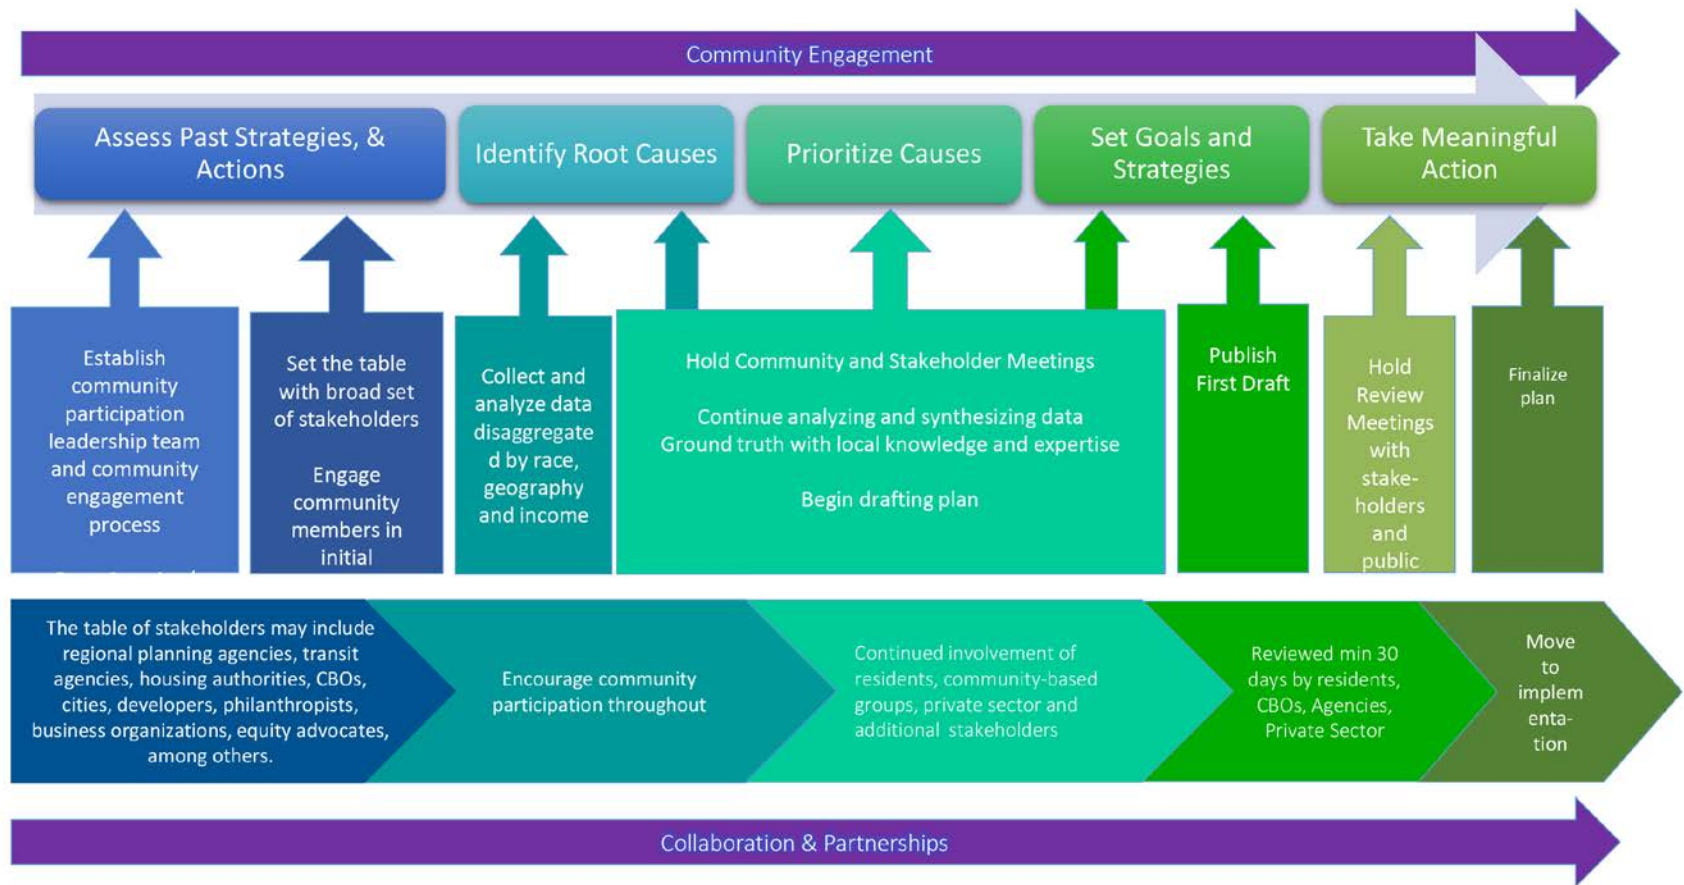 Community Engagement
Assess Past Strategies, &
Actions
Identify Root Causes
Prioritize Causes
Set Goals and
Strategies
Take Meaningful
Action
Establish
community
participation
leadership team
and community
engagement
process
Set the table
with broad set
of stakeholders
Engage
community
members in
initial
Collect and
analyze data
disaggregate
d by race,
geography
and income
Hold Community and Stakeholder Meetings
Continue analyzing and synthesizing data
Ground truth with local knowledge and expertise
Begin drafting plan
Publish
First Draft
Hold
Review
Meetings
with
stake-
holders
and
public
Finalize
plan
The table of stakeholders may include
regional planning agencies, transit
agencies, housing authorities, CBOs,
cities, developers, philanthropists,
business organizations, equity advocates,
among others.
Encourage community
participation throughout
Continued involvement of
residents, community-based
groups, private sector and
additional stakeholders
Reviewed min 30
days by residents,
CBOs, Agencies,
Private Sector
Move
to
implem
enta-
tion
Collaboration & Partnerships